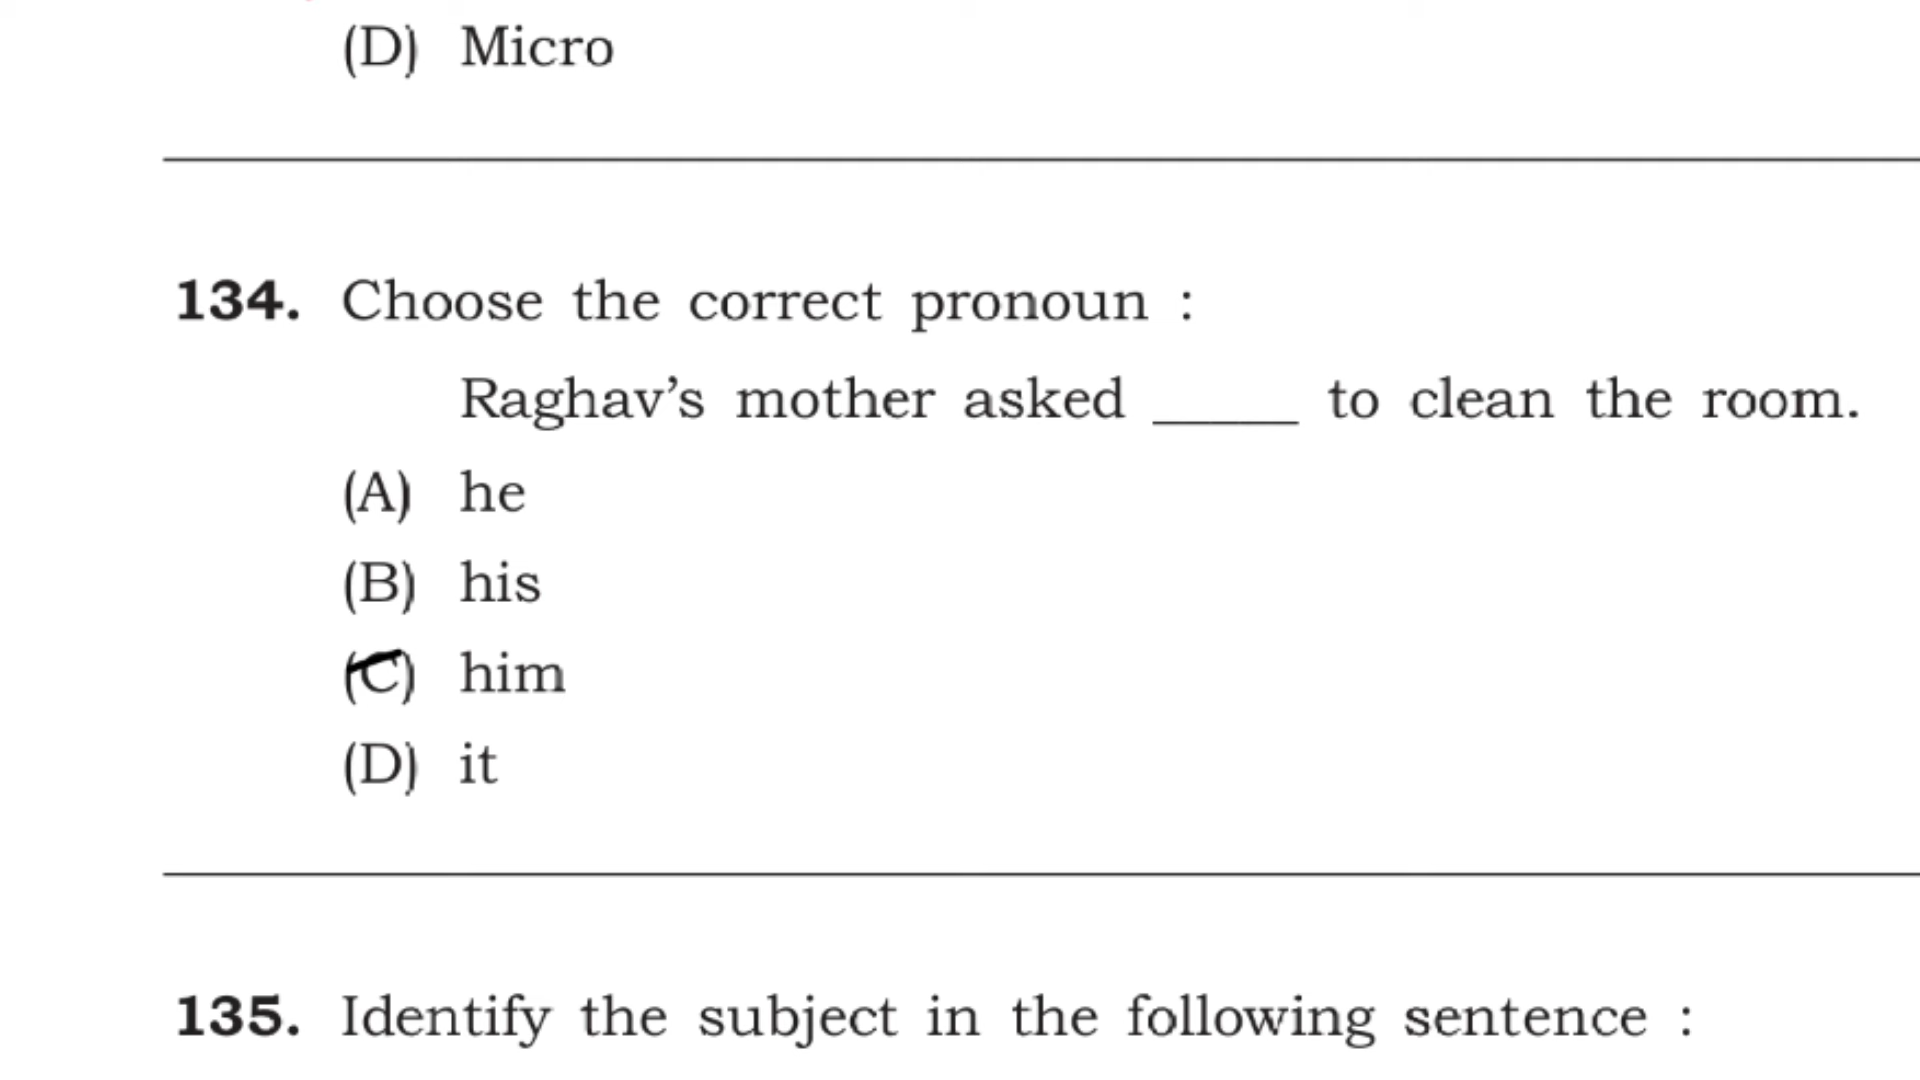 (D) Micro
134. Choose the correct pronoun :
Raghav’s mother asked _____ to clean the room.
(A) he
(B) his
(C) him
(D) it
135. Identify the subject in the following sentence :